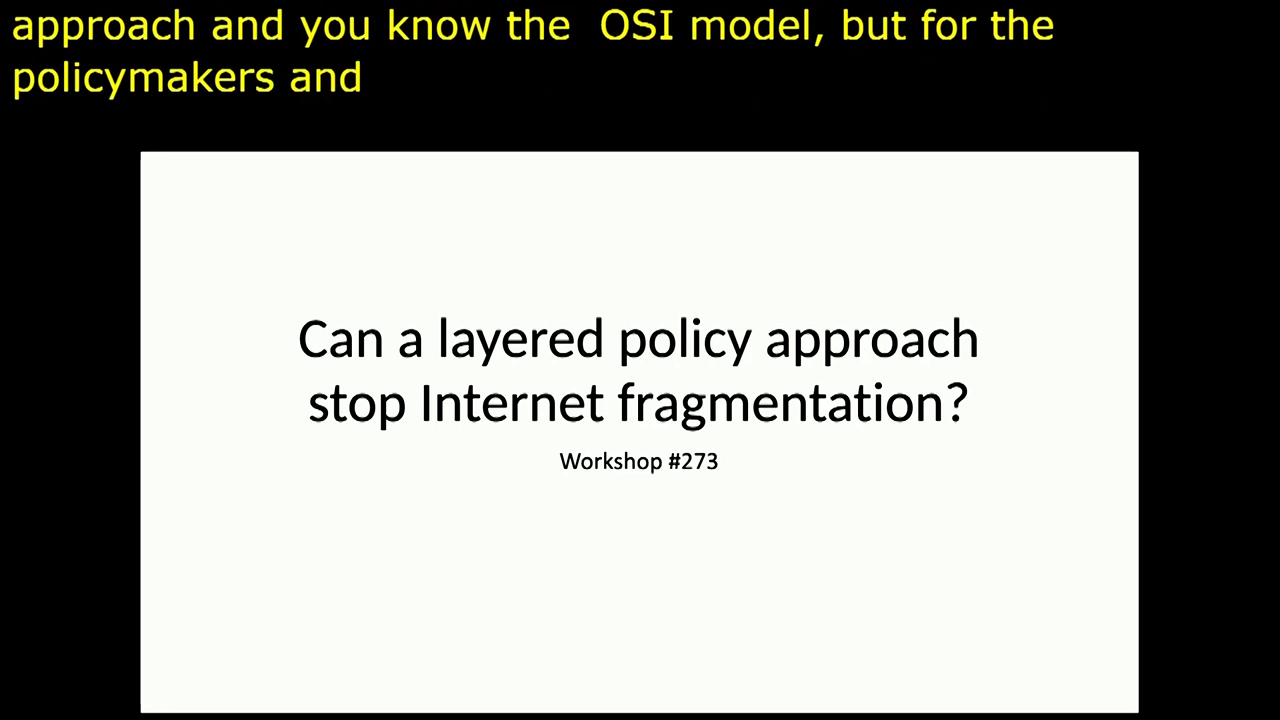 approach and you know the  OSI model, but for the
policymakers and
Can a layered policy approach
stop Internet fragmentation?
Workshop #273